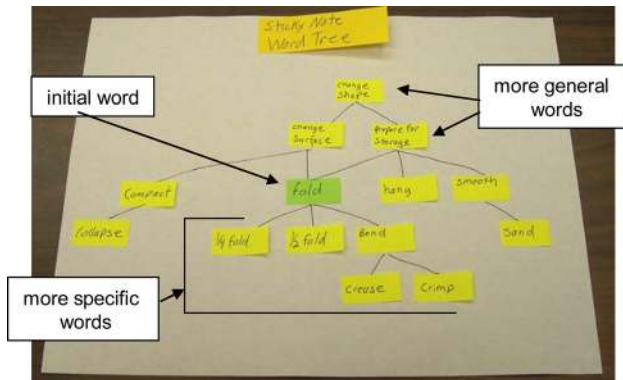 Sticky Note
Word Tree
initial word
more general
words
change
shape
change
surface
Prepare for
Storage
Compact
fold
hang
smooth
Collapse
1/4 fold
1/2 fold
Bend
Sand
more specific
words
Crease
Crimp